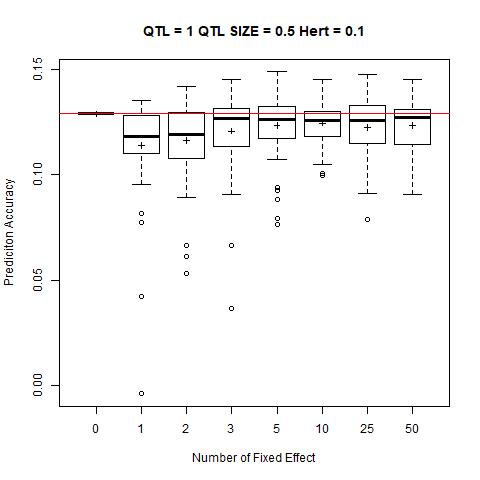 QTL = 1 QTL SIZE = 0.5 Hert = 0.1
0.15
0.10
0.05
0.00
Prediciton Accuracy
0 1 2 3 5 10 25 50
Number of Fixed Effect